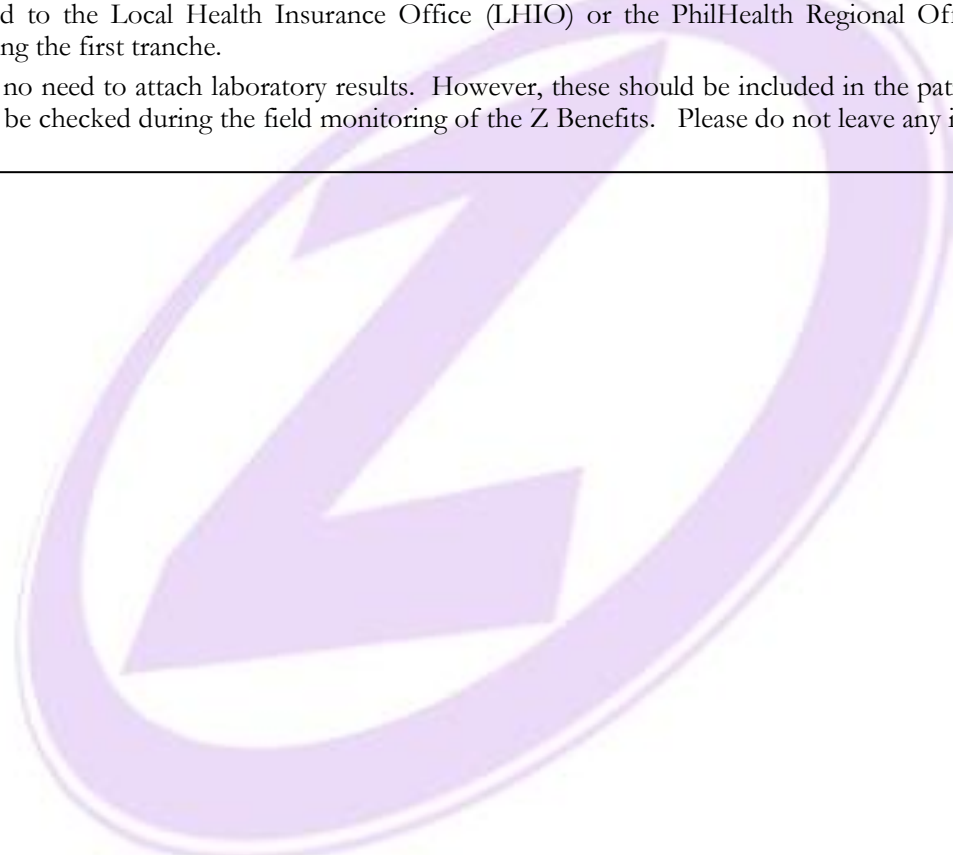 d to the Local Health Insurance Office (LHIO) or the PhilHealth Regional Of
ng the first tranche.
no need to attach laboratory results. However, these should be included in the pat
be checked during the field monitoring of the Z Benefits. Please do not leave any i
Z